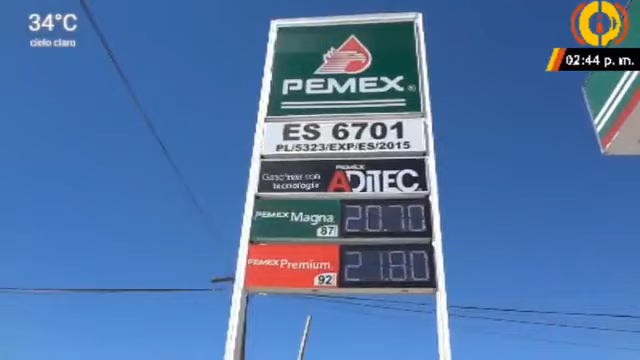 34°C
cielo claro
02:44 p. m.
PEMEX®
ES 6701
PL/5323/EXP/ES/2015
Gasolinas con
tecnología
PEMEX
ADITEC
PEMEX Magna
87
20.70
PEMEX Premium
92
21.80